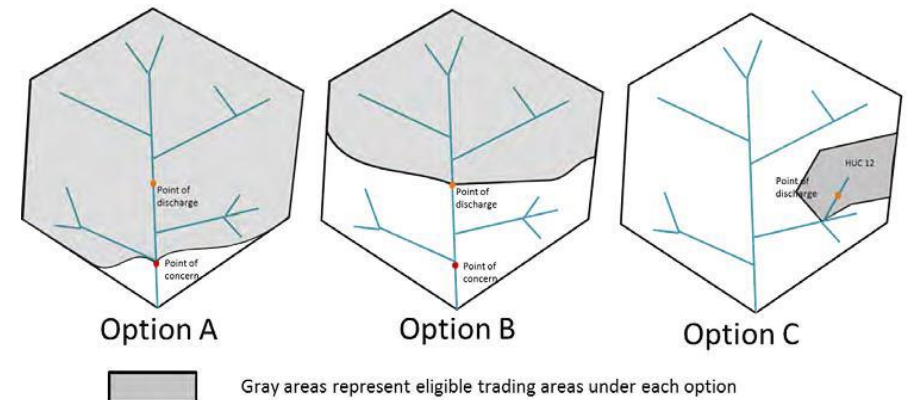 Point of
discharge
Point of
concern
Option A
Point of
discharge
Point of
concern
Option B
HUC 12
Point of
discharge
Option C
Gray areas represent eligible trading areas under each option